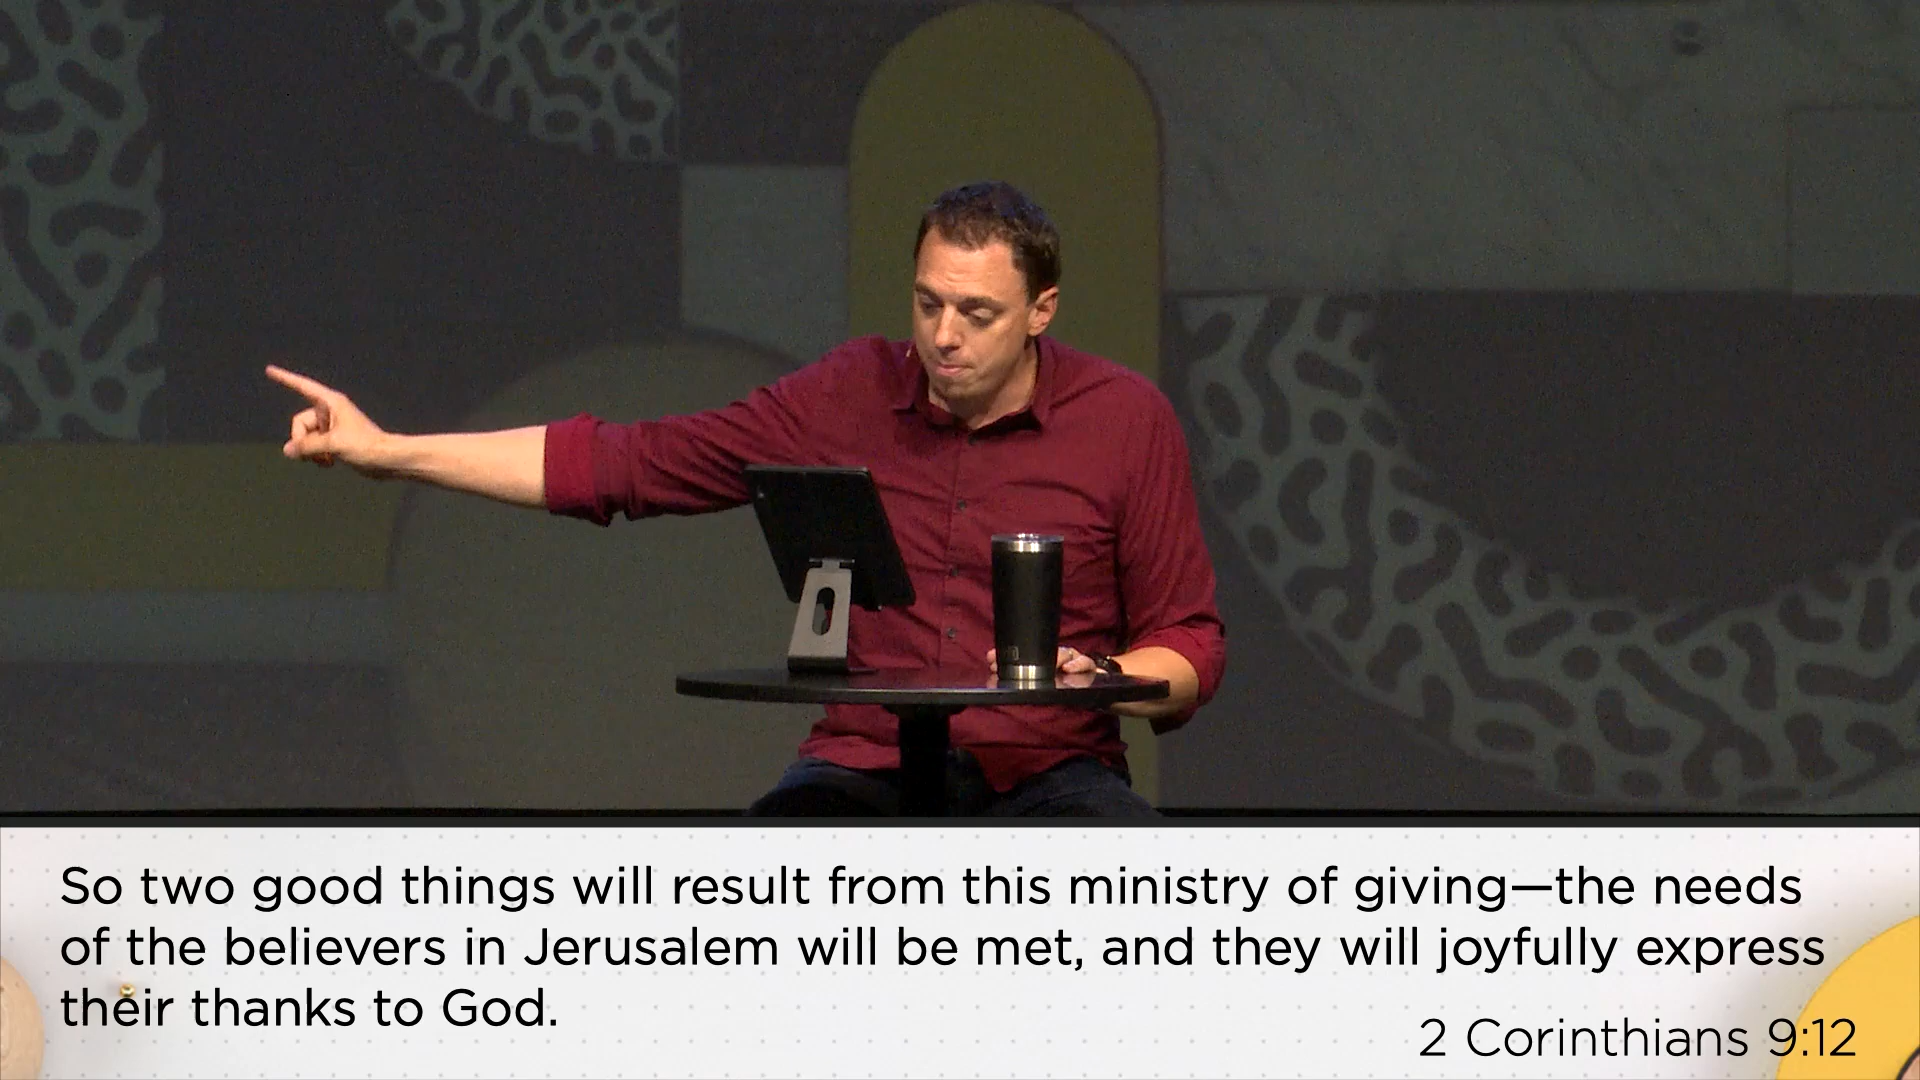 So two good things will result from this ministry of giving—the needs
of the believers in Jerusalem will be met, and they will joyfully express
their thanks to God.
2 Corinthians 9:12